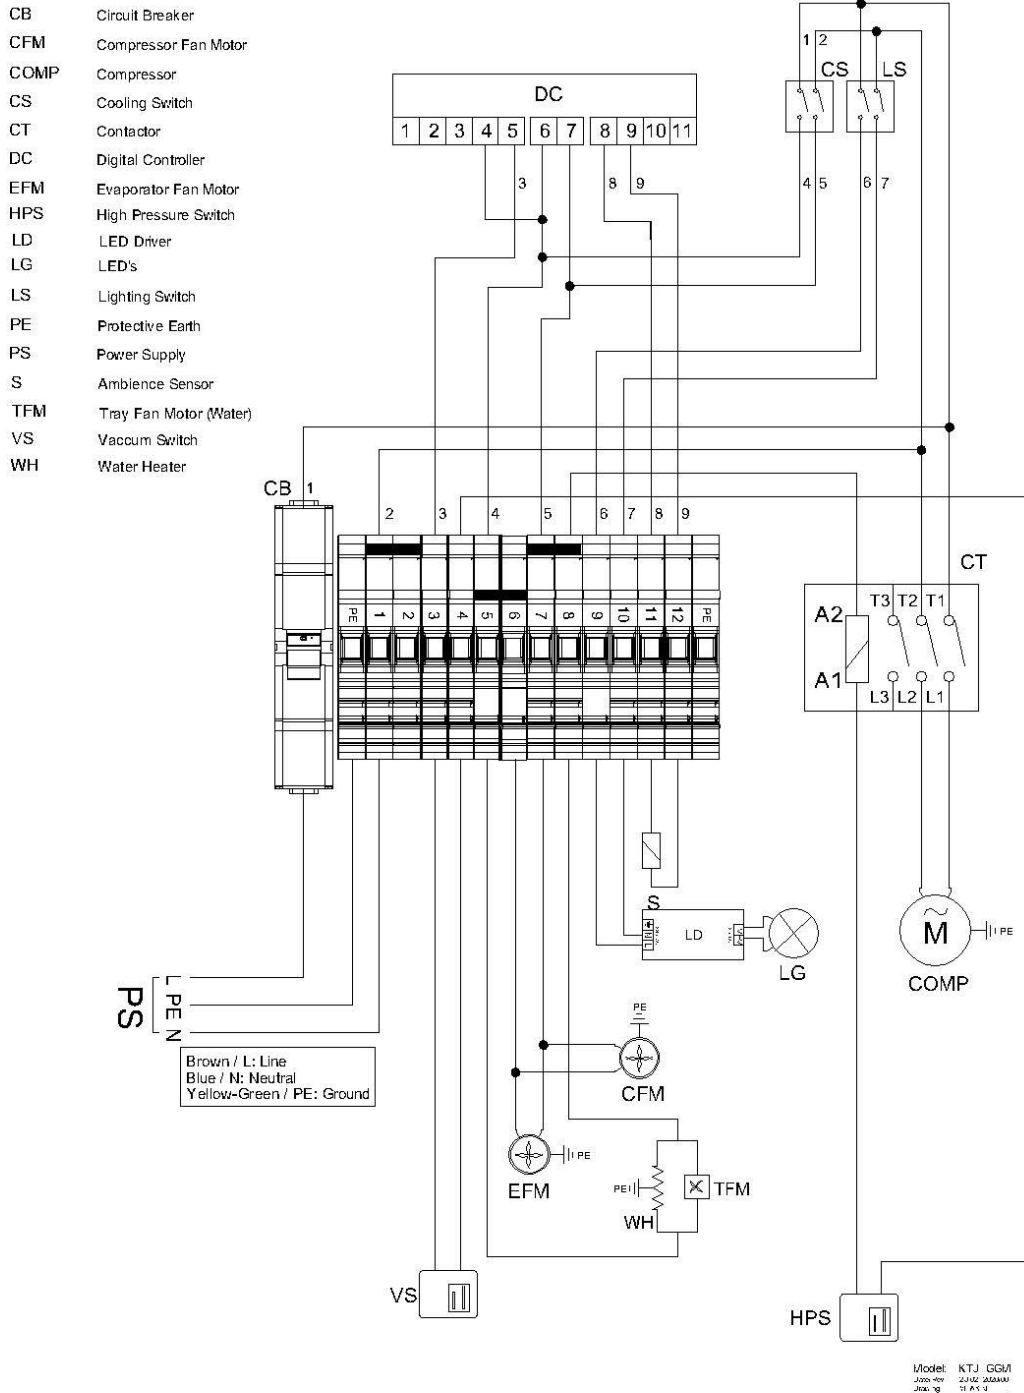 CB Circuit Breaker
CFM Compressor Fan Motor
COMP Compressor
CS Cooling Switch
CT Contactor
DC Digital Controller
EFM Evaporator Fan Motor
HPS High Pressure Switch
LD LED Driver
LG LED's
LS Lighting Switch
PE Protective Earth
PS Power Supply
S Ambience Sensor
TFM Tray Fan Motor (Water)
VS Vaccum Switch
WH Water Heater
1 2
CS LS
DC
1 2 3 4 5 6 7 8 9 10 11
3 8 9 4 5 6 7
CB 1
2 3 4 5 6 7 8 9
CT
PE 1 2 3 4 5 6 7 8 9 10 11 12 PE
A2 T3 T2 T1
A1 L3 L2 L1
S
N
L
LD
LG
M
PE
COMP
PS
L PE N
Brown / L: Line
Blue / N: Neutral
Yellow-Green / PE: Ground
PE
CFM
PE
EFM
PE
WH
TFM
VS
HPS
Model: KTJ GGM